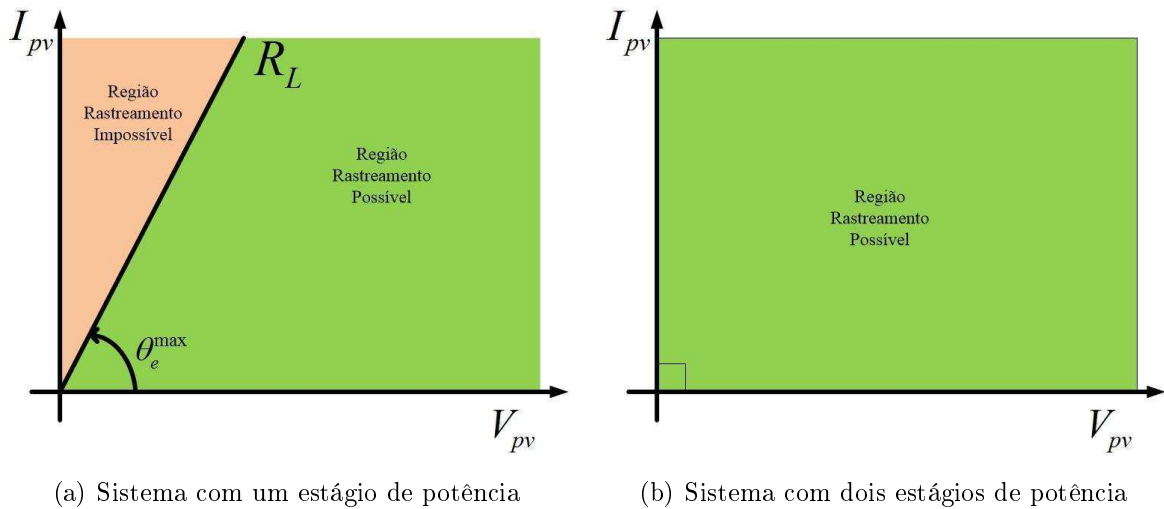 I_pv
R_L
Região
Rastreamento
Impossível
Região
Rastreamento
Possível
θ_e^max
V_pv
(a) Sistema com um estágio de potência
I_pv
Região
Rastreamento
Possível
V_pv
(b) Sistema com dois estágios de potência